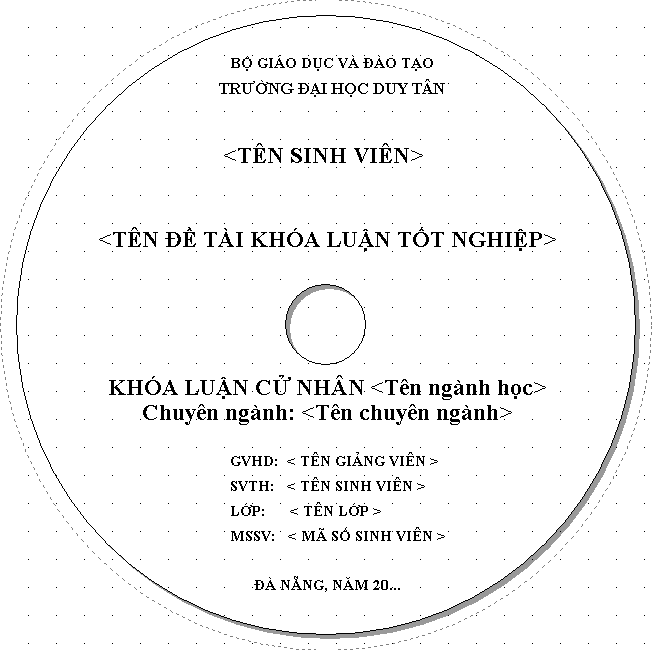 BỘ GIÁO DỤC VÀ ĐÀO TẠO
TRƯỜNG ĐẠI HỌC DUY TÂN
<TÊN SINH VIÊN>
<TÊN ĐỀ TÀI KHÓA LUẬN TỐT NGHIỆP>
KHÓA LUẬN CỬ NHÂN <Tên ngành học>
Chuyên ngành: <Tên chuyên ngành>
GVHD: < TÊN GIẢNG VIÊN >
SVTH: < TÊN SINH VIÊN >
LỚP: < TÊN LỚP >
MSSV: < MÃ SỐ SINH VIÊN >
ĐÀ NẴNG, NĂM 20...